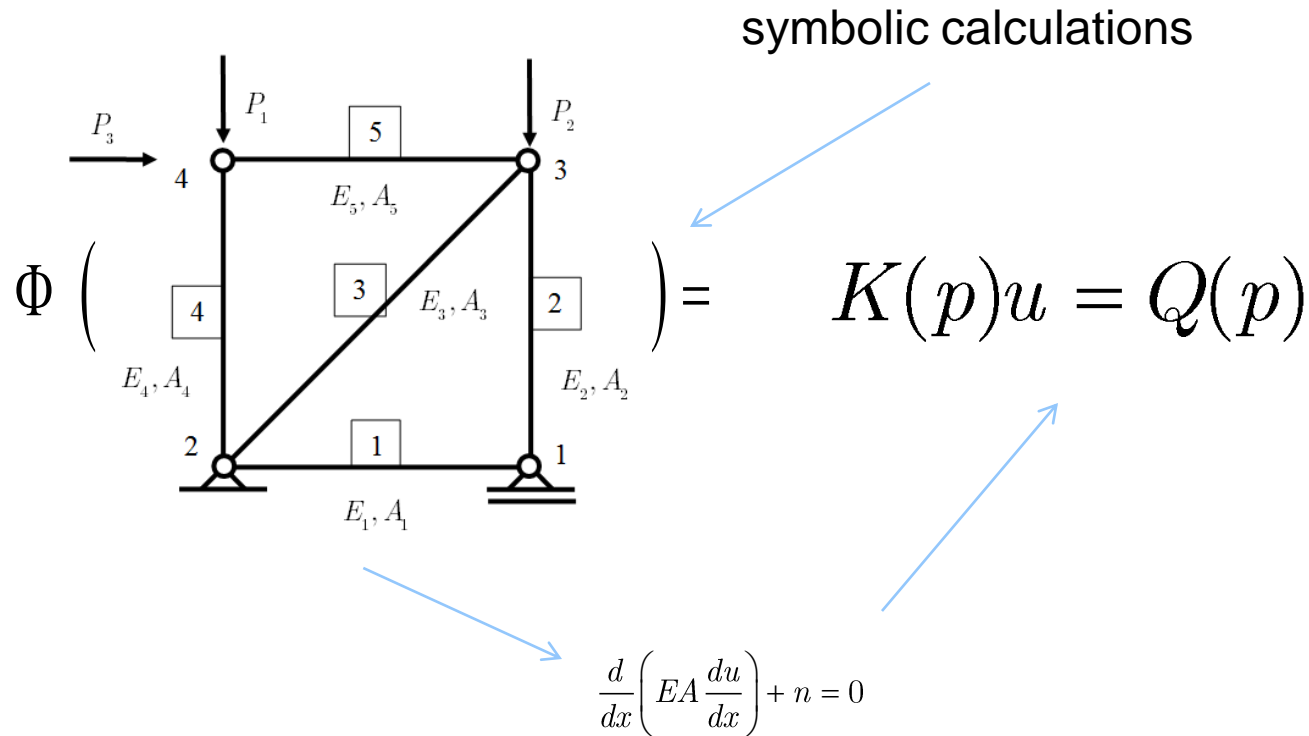 symbolic calculations
P₁
P₂
P₃
5
4
3
E₅, A₅
Φ (
3
4
E₃, A₃
2
) =
K(p)u = Q(p)
E₄, A₄
E₂, A₂
2
1
1
E₁, A₁
d/dx (EA du/dx) + n = 0